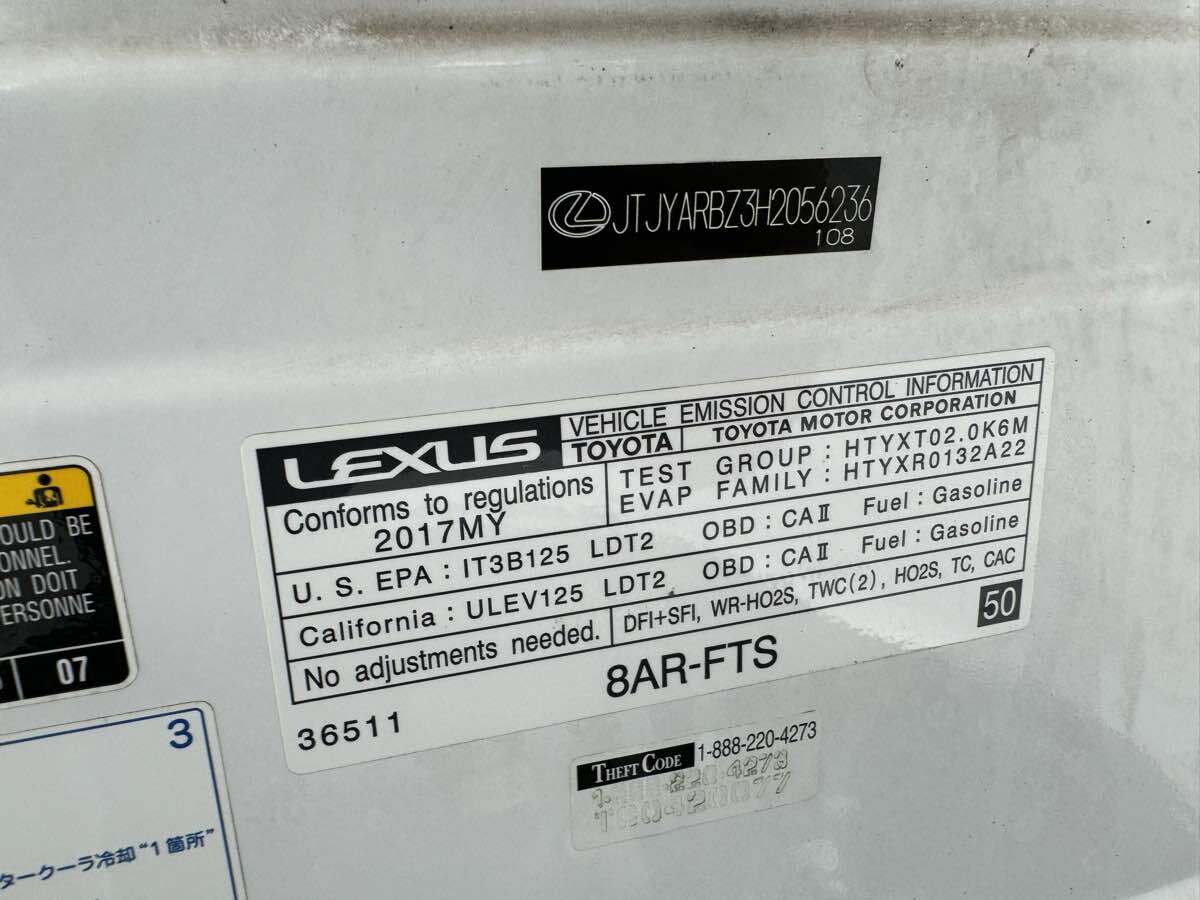 JTJYARBZ3H2056236
108
LEXUS
VEHICLE EMISSION CONTROL INFORMATION
TOYOTA
TOYOTA MOTOR CORPORATION
Conforms to regulations
2017MY
TEST GROUP : HTYXT02.0K6M
EVAP FAMILY : HTYXR0132A22
U. S. EPA : IT3B125 LDT2 OBD : CAⅡ Fuel : Gasoline
California : ULEV125 LDT2 OBD : CAⅡ Fuel : Gasoline
No adjustments needed.
DFI+SFI, WR-HO2S, TWC(2), HO2S, TC, CAC
50
8AR-FTS
36511
THEFT CODE 1-888-220-4273
OULD BE
ONNEL.
ON DOIT
PERSONNE
07
3
タークーラ冷却“1箇所”